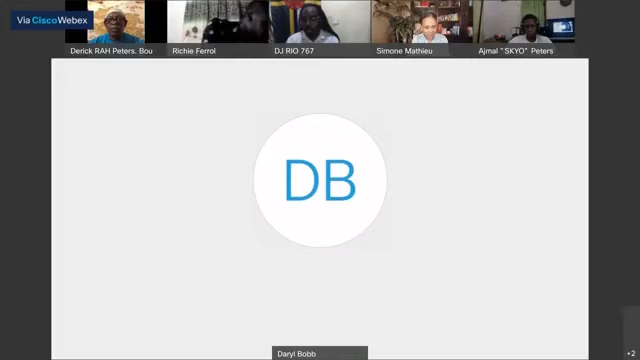 Via Cisco Webex
Derick RAH Peters. Bou
Richie Ferrol
DJ RIO 767
Simone Mathieu
Ajmal "SKYO" Peters
DB
Daryl Bobb
+2